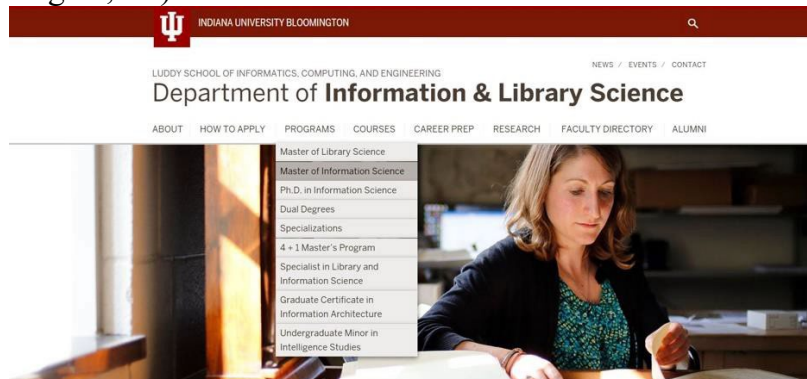 INDIANA UNIVERSITY BLOOMINGTON
NEWS / EVENTS / CONTACT
LUDDY SCHOOL OF INFORMATICS, COMPUTING, AND ENGINEERING
Department of Information & Library Science
ABOUT HOW TO APPLY PROGRAMS COURSES CAREER PREP RESEARCH FACULTY DIRECTORY ALUMNI
Master of Library Science
Master of Information Science
Ph.D. in Information Science
Dual Degrees
Specializations
4 + 1 Master's Program
Specialist in Library and
Information Science
Graduate Certificate in
Information Architecture
Undergraduate Minor in
Intelligence Studies